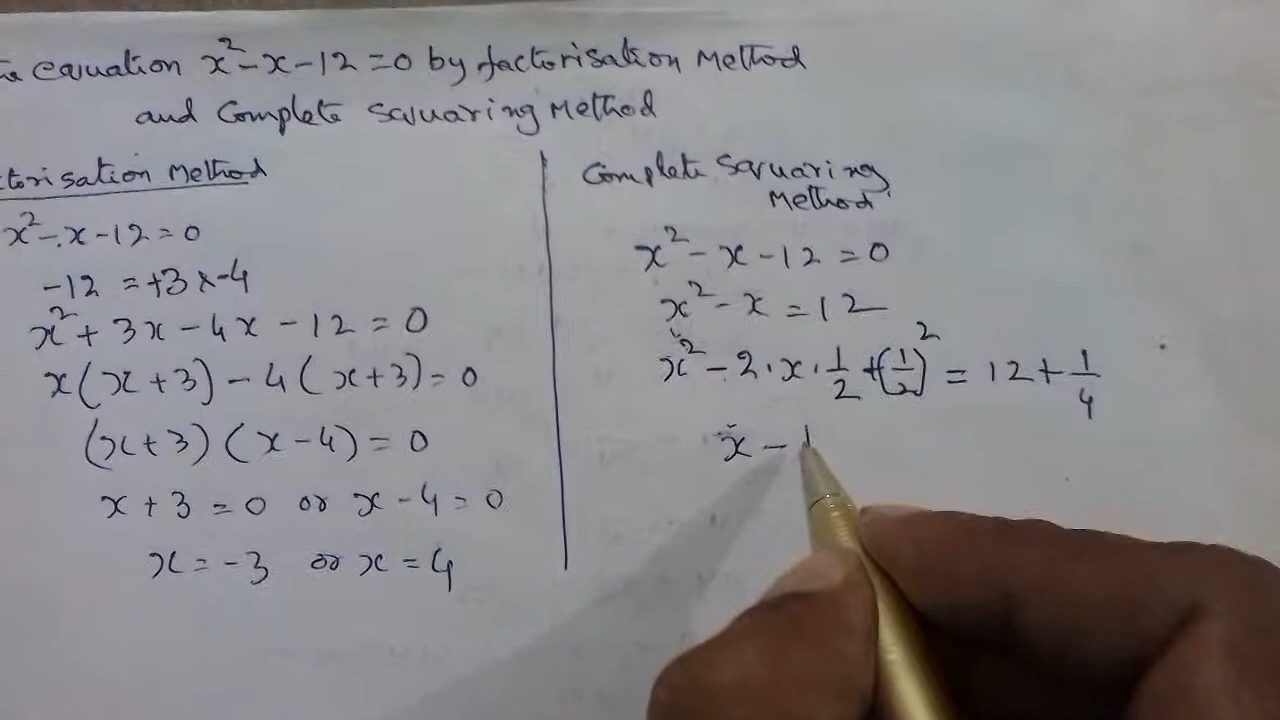 equation x²-x-12=0 by factorisation Method
and Complete Squaring Method
torisation Method
x²-x-12=0
-12 = +3×-4
x²+3x-4x-12=0
x(x+3)-4(x+3)=0
(x+3)(x-4)=0
x+3=0 or x-4=0
x=-3 or x=4
Complete Squaring
Method
x²-x-12=0
x²-x=12
x²-2·x·1/2+(1/2)²=12+1/4
x-1